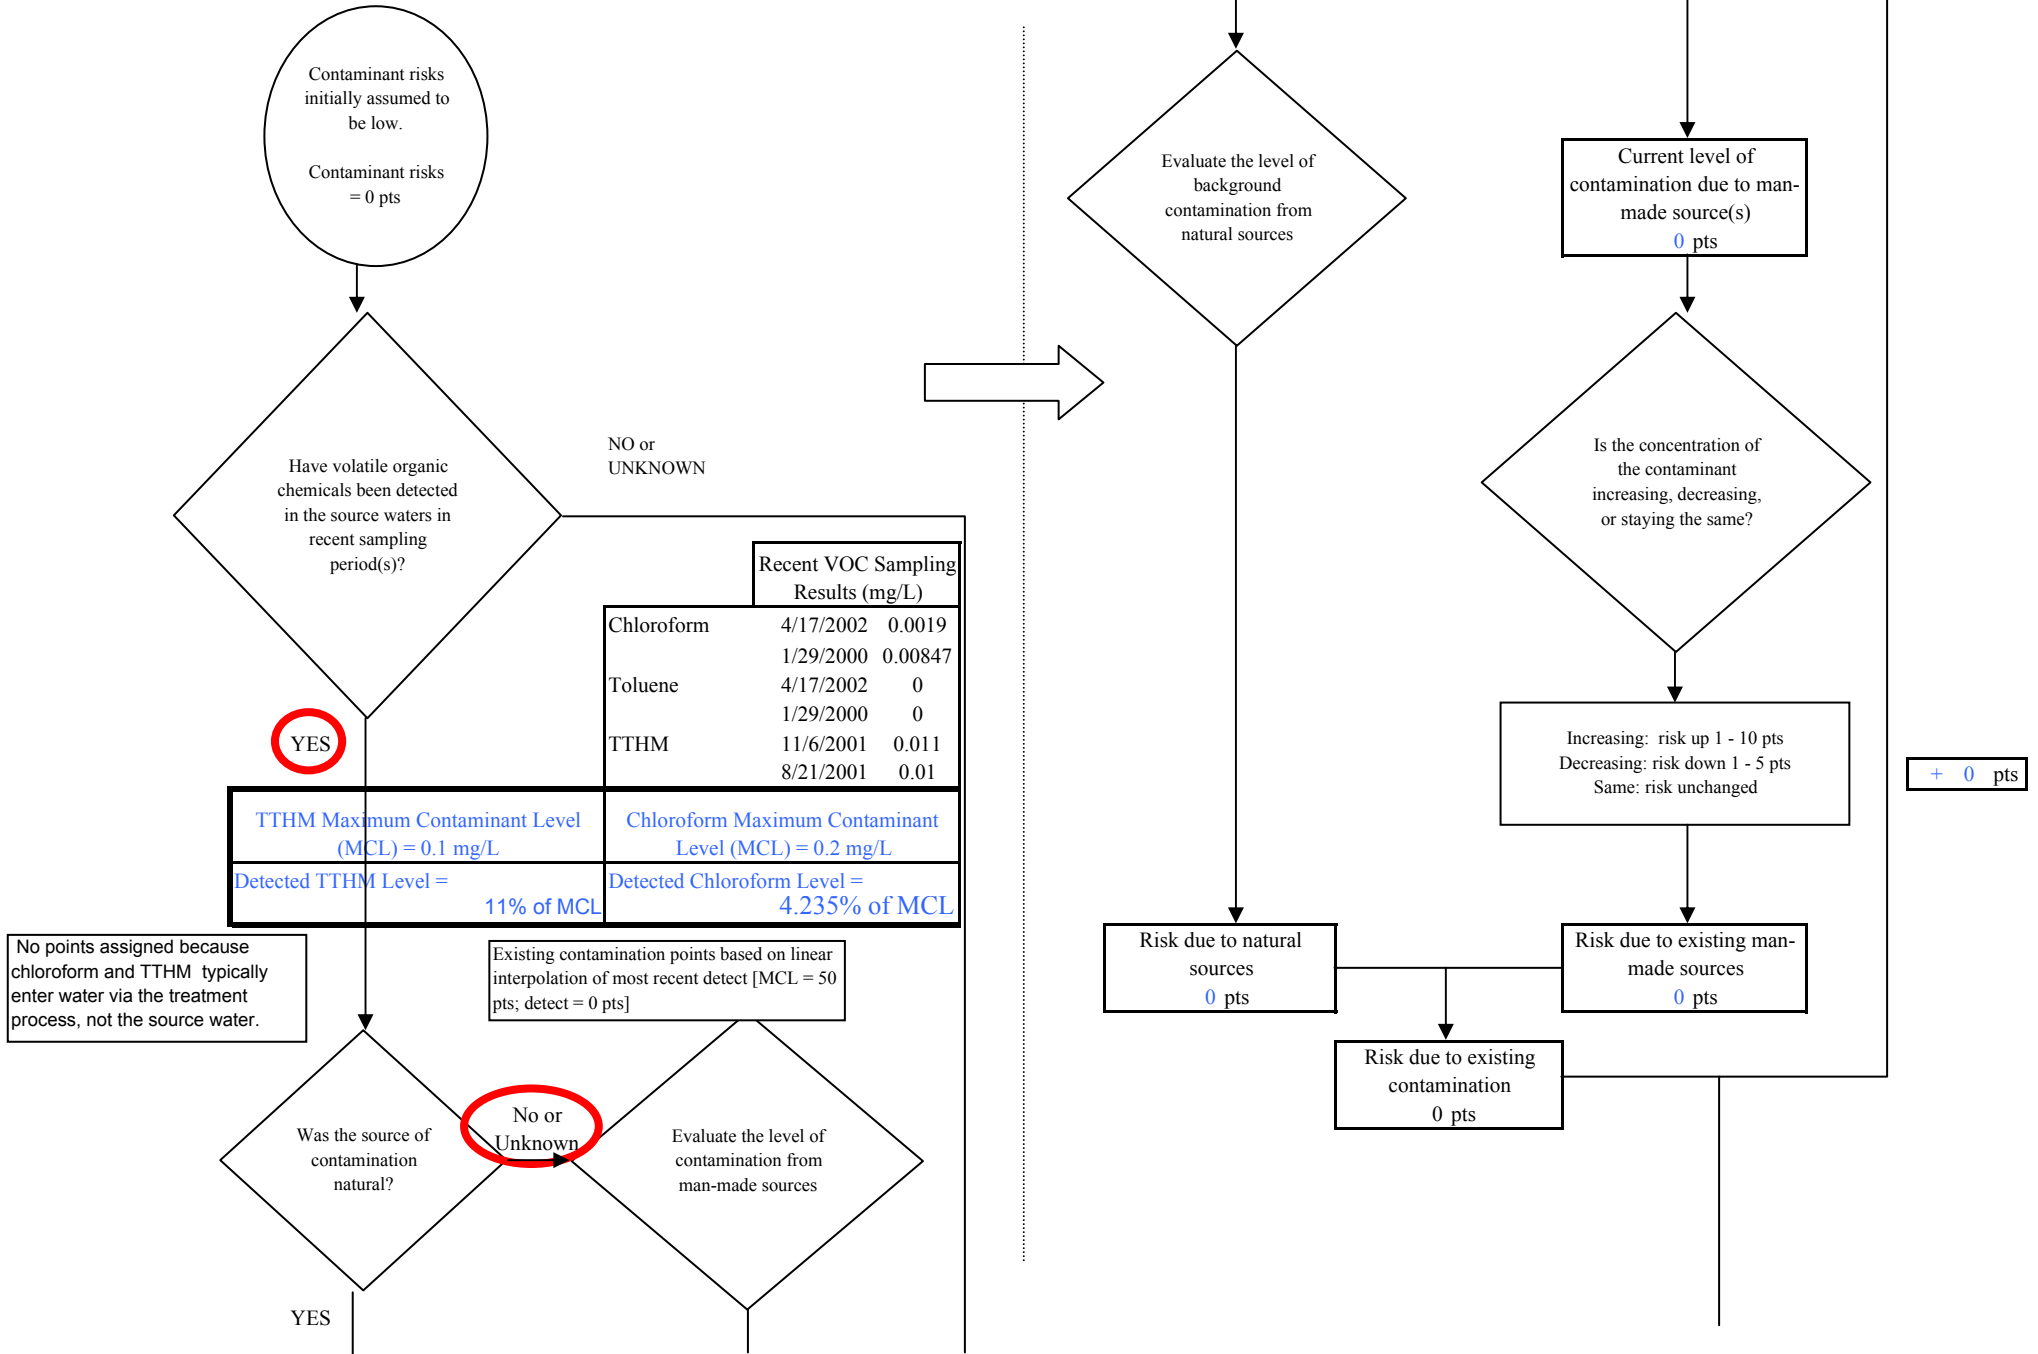 Contaminant risks
initially assumed to
be low.
Contaminant risks
= 0 pts
Have volatile organic
chemicals been detected
in the source waters in
recent sampling
period(s)?
NO or
UNKNOWN
YES
Recent VOC Sampling
Results (mg/L)
Chloroform 4/17/2002 0.0019
1/29/2000 0.00847
Toluene 4/17/2002 0
1/29/2000 0
TTHM 11/6/2001 0.011
8/21/2001 0.01
TTHM Maximum Contaminant Level
(MCL) = 0.1 mg/L
Chloroform Maximum Contaminant
Level (MCL) = 0.2 mg/L
Detected TTHM Level =
11% of MCL
Detected Chloroform Level =
4.235% of MCL
No points assigned because
chloroform and TTHM typically
enter water via the treatment
process, not the source water.
Existing contamination points based on linear
interpolation of most recent detect [MCL = 50
pts; detect = 0 pts]
Was the source of
contamination
natural?
No or
Unknown
Evaluate the level of
contamination from
man-made sources
YES
Evaluate the level of
background
contamination from
natural sources
Current level of
contamination due to man-
made source(s)
0 pts
Is the concentration of
the contaminant
increasing, decreasing,
or staying the same?
Increasing: risk up 1 - 10 pts
Decreasing: risk down 1 - 5 pts
Same: risk unchanged
+ 0 pts
Risk due to natural
sources
0 pts
Risk due to existing man-
made sources
0 pts
Risk due to existing
contamination
0 pts